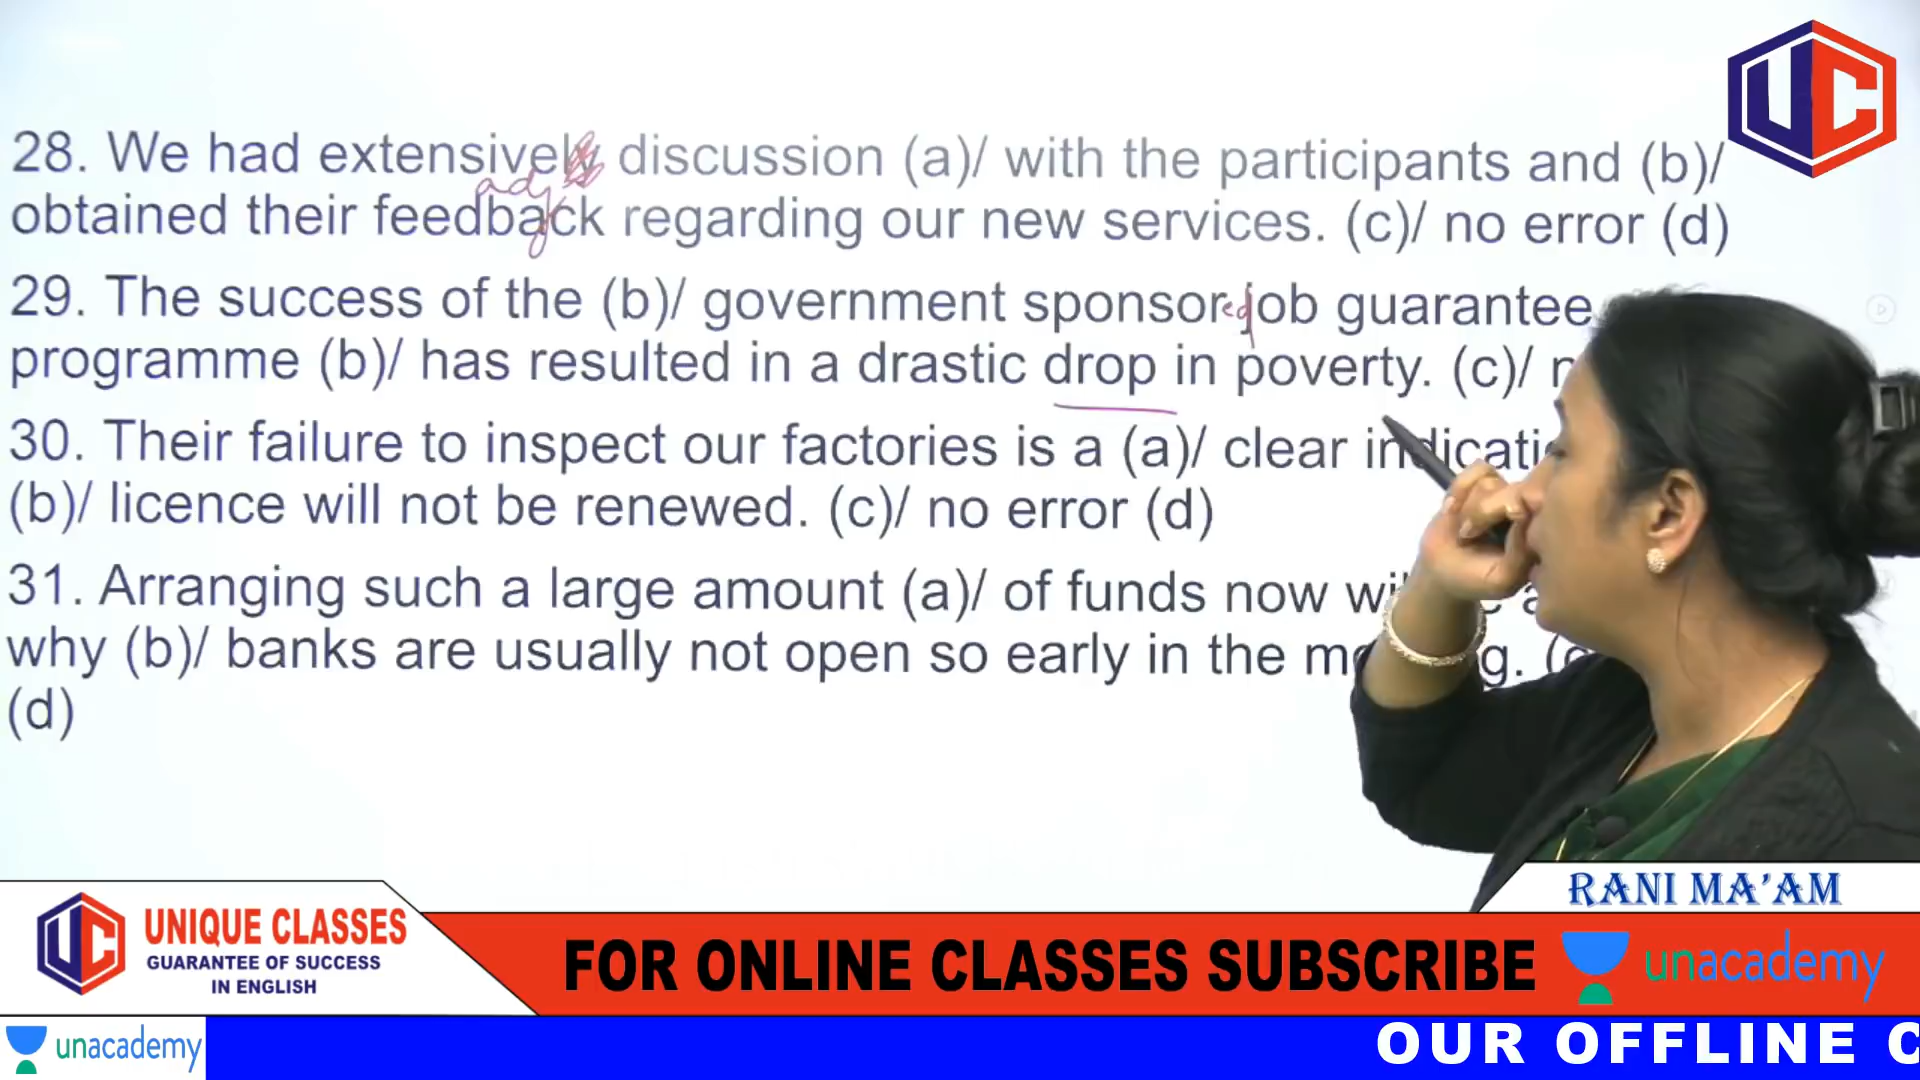 28. We had extensively discussion (a)/ with the participants and (b)/
adj
obtained their feedback regarding our new services. (c)/ no error (d)
29. The success of the (b)/ government sponsor job guarantee
ed
programme (b)/ has resulted in a drastic drop in poverty. (c)/
30. Their failure to inspect our factories is a (a)/ clear
(b)/ licence will not be renewed. (c)/ no error (d)
31. Arranging such a large amount (a)/ of funds now
why (b)/ banks are usually not open so early in the
(d)
UC
RANI MA'AM
UC UNIQUE CLASSES
GUARANTEE OF SUCCESS
IN ENGLISH
FOR ONLINE CLASSES SUBSCRIBE unacademy
unacademy
OUR OFFLINE C